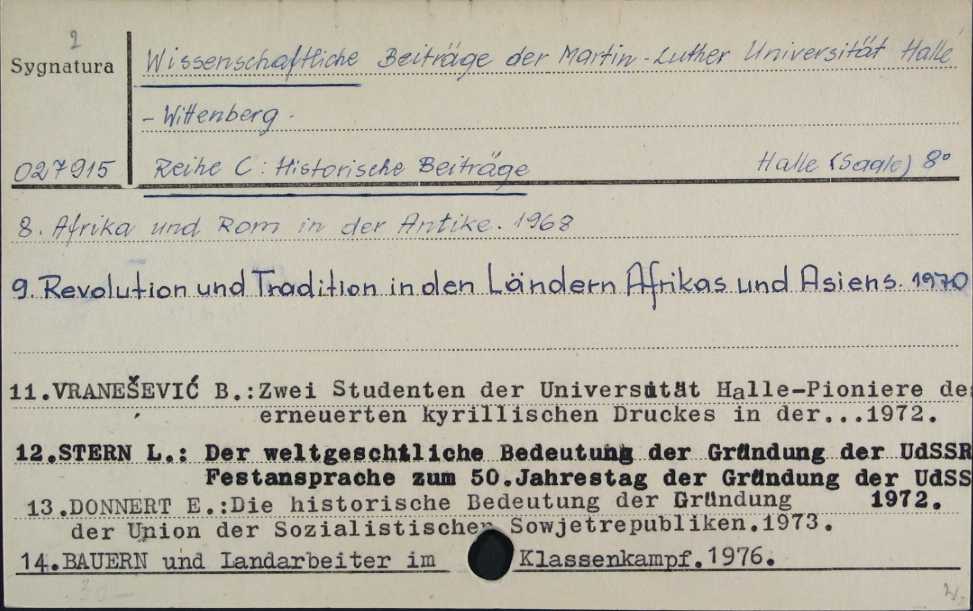 2
Sygnatura
Wissenschaftliche Beiträge der Martin-Luther Universität Halle
-Wittenberg.
027915
Reihe C: Historische Beiträge Halle (Saale) 8°
8. Afrika und Rom in der Antike. 1968
9. Revolution und Tradition in den Ländern Afrikas und Asiens. 1970
11.VRANEŠEVIĆ B.:Zwei Studenten der Universität Halle-Pioniere de
erneuerten kyrillischen Druckes in der...1972.
12.STERN L.: Der weltgeschtliche Bedeutung der Gründung der UdSSR
Festansprache zum 50.Jahrestag der Gründung der UdSS
1972.
13.DONNERT E.:Die historische Bedeutung der Gründung
der Union der Sozialistischen Sowjetrepubliken.1973.
14.BAUERN und Landarbeiter im Klassenkampf.1976.